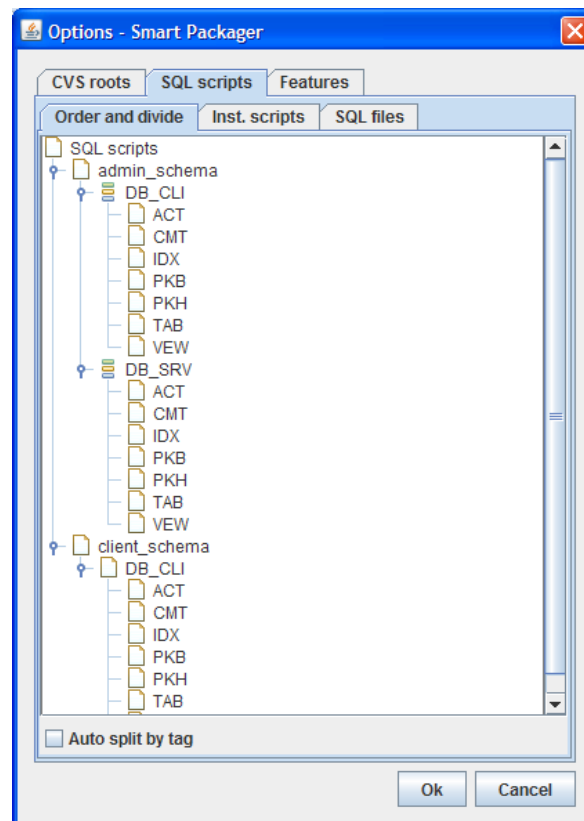 Options - Smart Packager
CVS roots SQL scripts Features
Order and divide Inst. scripts SQL files
SQL scripts
admin_schema
DB_CLI
ACT
CMT
IDX
PKB
PKH
TAB
VEW
DB_SRV
ACT
CMT
IDX
PKB
PKH
TAB
VEW
client_schema
DB_CLI
ACT
CMT
IDX
PKB
PKH
TAB
Auto split by tag
Ok Cancel